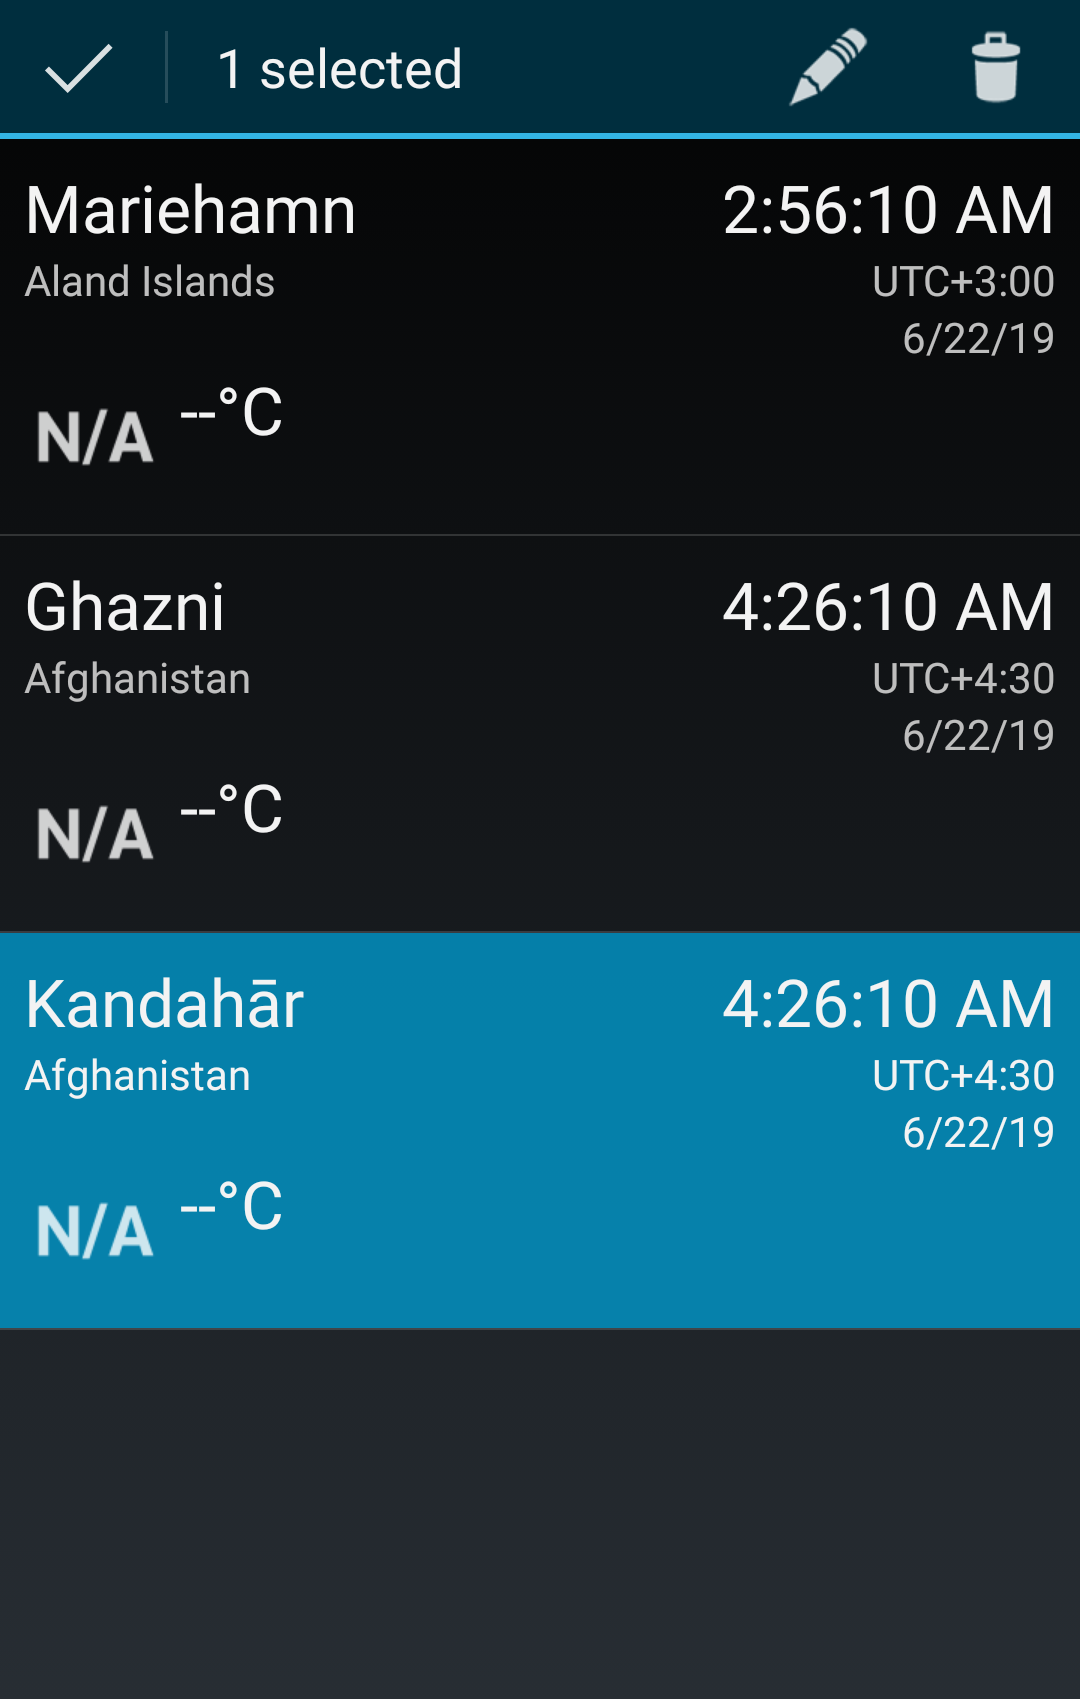 1 selected
Mariehamn 2:56:10 AM
Aland Islands UTC+3:00
6/22/19
N/A --°C
Ghazni 4:26:10 AM
Afghanistan UTC+4:30
6/22/19
N/A --°C
Kandahār 4:26:10 AM
Afghanistan UTC+4:30
6/22/19
N/A --°C